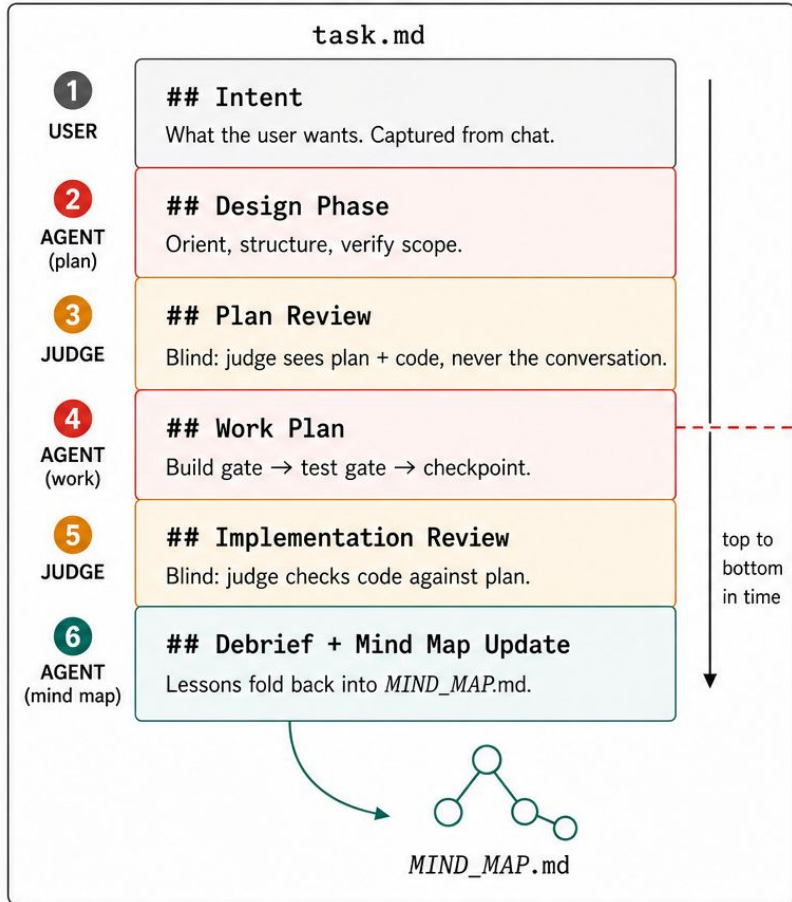 task.md
1
USER
## Intent
What the user wants. Captured from chat.
2
AGENT
(plan)
## Design Phase
Orient, structure, verify scope.
3
JUDGE
## Plan Review
Blind: judge sees plan + code, never the conversation.
4
AGENT
(work)
## Work Plan
Build gate → test gate → checkpoint.
5
JUDGE
## Implementation Review
Blind: judge checks code against plan.
top to
bottom
in time
6
AGENT
(mind map)
## Debrief + Mind Map Update
Lessons fold back into MIND_MAP.md.
MIND_MAP.md